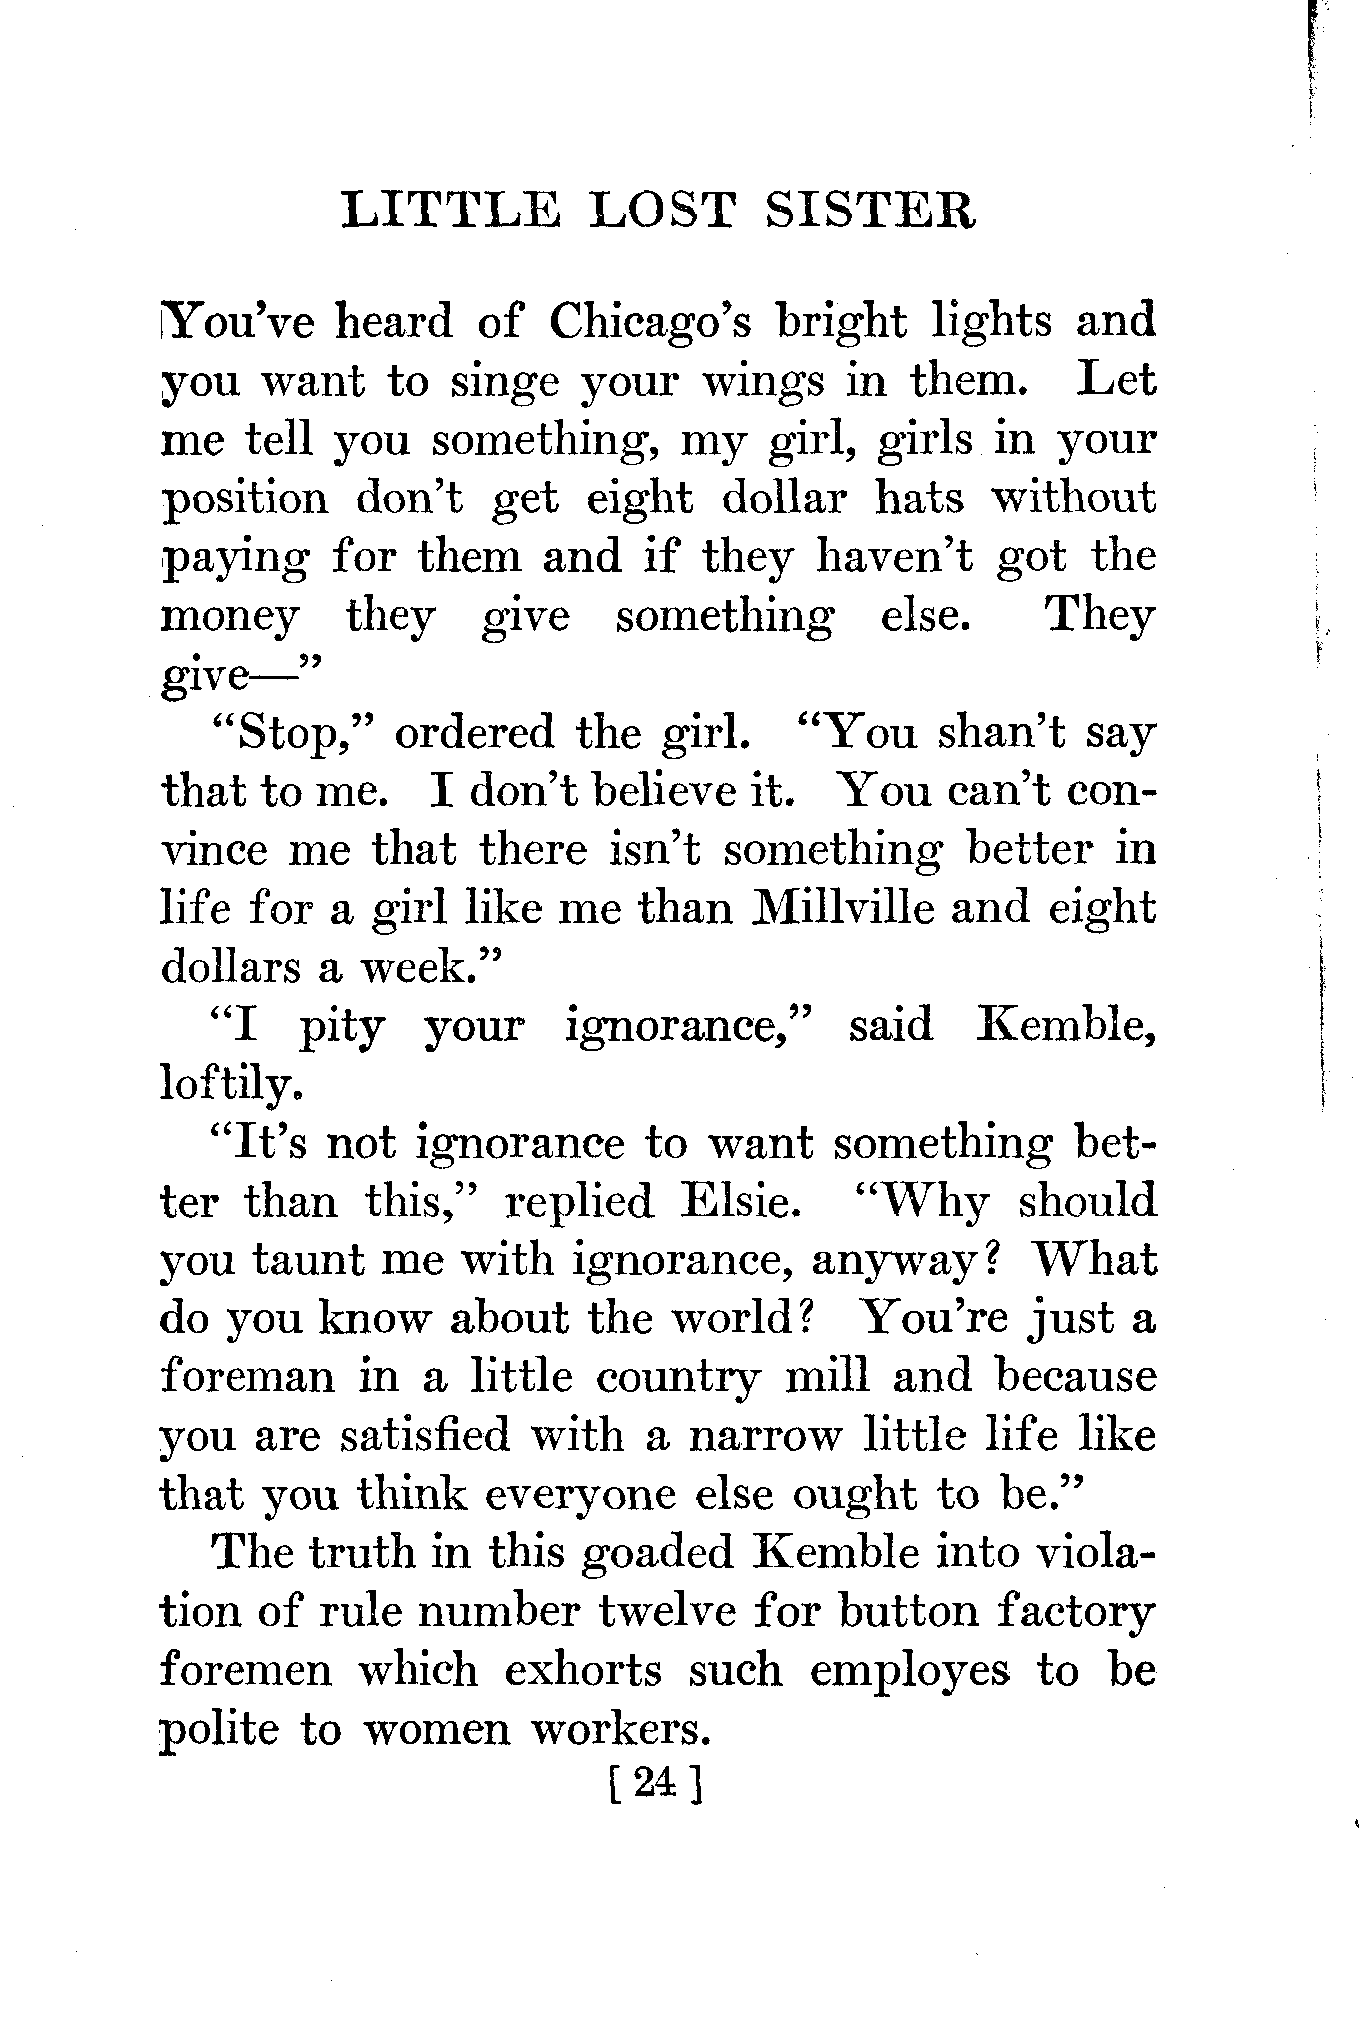 LITTLE LOST SISTER
You've heard of Chicago's bright lights and
you want to singe your wings in them. Let
me tell you something, my girl, girls in your
position don't get eight dollar hats without
paying for them and if they haven't got the
money they give something else. They
give—”
“Stop,” ordered the girl. “You shan't say
that to me. I don't believe it. You can't con-
vince me that there isn't something better in
life for a girl like me than Millville and eight
dollars a week.”
“I pity your ignorance,” said Kemble,
loftily.
“It's not ignorance to want something bet-
ter than this,” replied Elsie. “Why should
you taunt me with ignorance, anyway? What
do you know about the world? You're just a
foreman in a little country mill and because
you are satisfied with a narrow little life like
that you think everyone else ought to be.”
The truth in this goaded Kemble into viola-
tion of rule number twelve for button factory
foremen which exhorts such employes to be
polite to women workers.
[ 24 ]